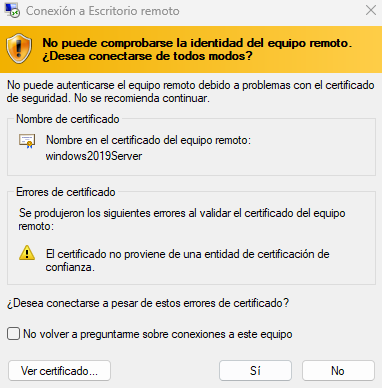 Conexión a Escritorio remoto
No puede comprobarse la identidad del equipo remoto.
¿Desea conectarse de todos modos?
No puede autenticarse el equipo remoto debido a problemas con el certificado
de seguridad. No se recomienda continuar.
Nombre de certificado
Nombre en el certificado del equipo remoto:
windows2019Server
Errores de certificado
Se produjeron los siguientes errores al validar el certificado del equipo
remoto:
El certificado no proviene de una entidad de certificación de
confianza.
¿Desea conectarse a pesar de estos errores de certificado?
No volver a preguntarme sobre conexiones a este equipo
Ver certificado...
Sí
No